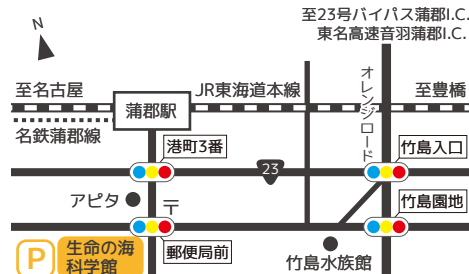 N
至23号バイパス蒲郡I.C.
東名高速音羽蒲郡I.C.
至名古屋
JR東海道本線
至豊橋
オレンジロード
蒲郡駅
名鉄蒲郡線
港町3番
竹島入口
23
アピタ
〒
竹島園地
P
生命の海
科学館
郵便局前
竹島水族館